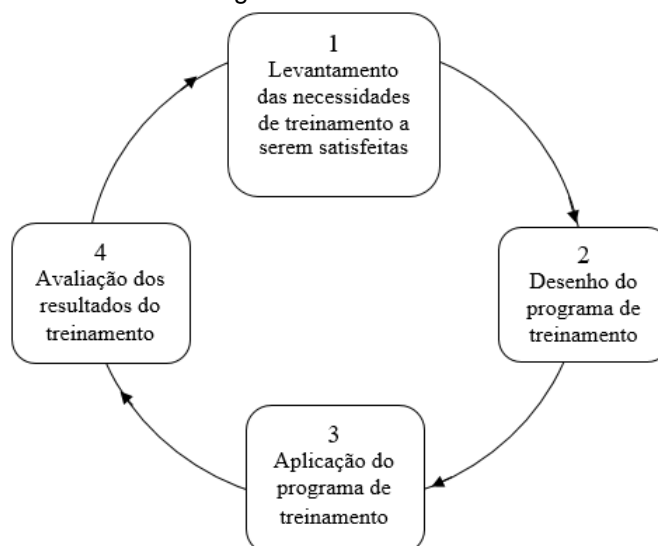 1
Levantamento
das necessidades
de treinamento a
serem satisfeitas
2
Desenho do
programa de
treinamento
3
Aplicação do
programa de
treinamento
4
Avaliação dos
resultados do
treinamento